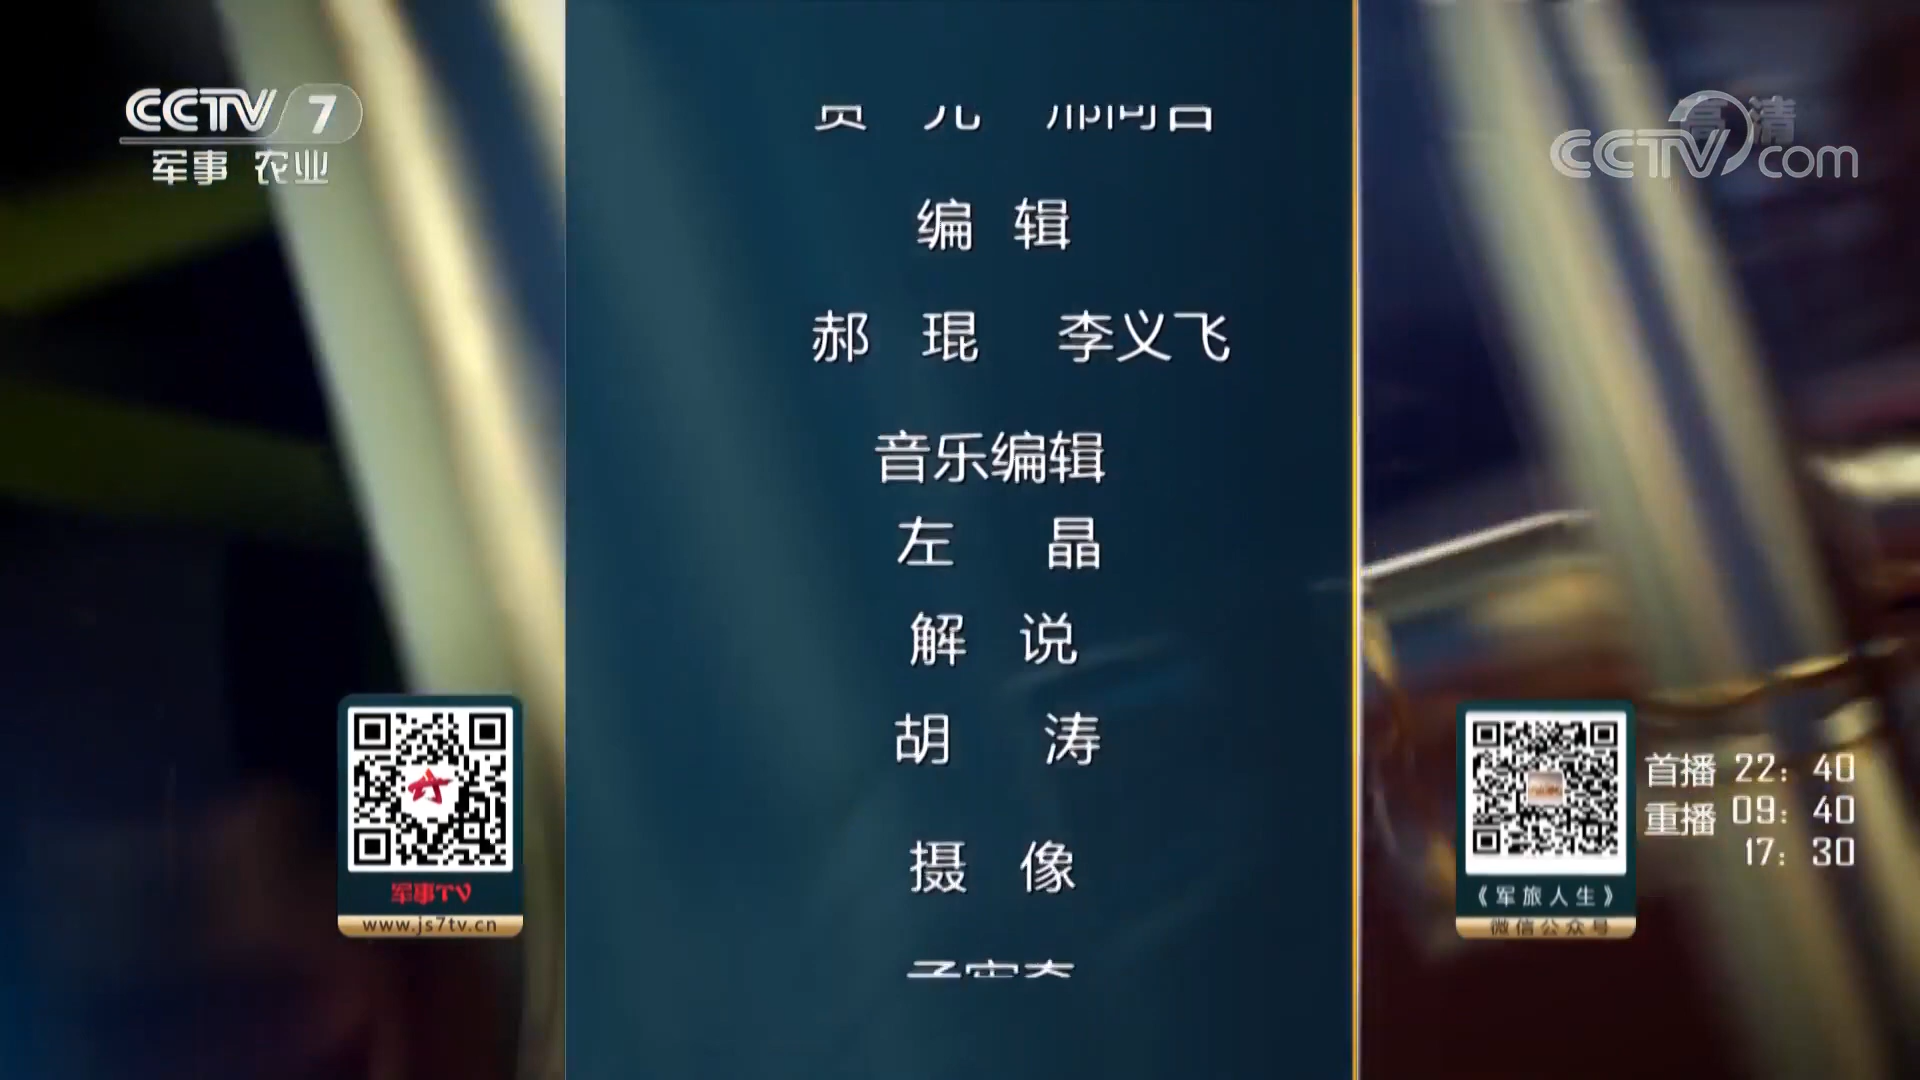 CCTV 7
军事 农业
高清
CCTV.com
编 辑
郝 琨 李义飞
音乐编辑
左 晶
解 说
胡 涛
摄 像
军事TV
www.js7tv.cn
《军旅人生》
微信公众号
首播 22：40
重播 09：40
17：30